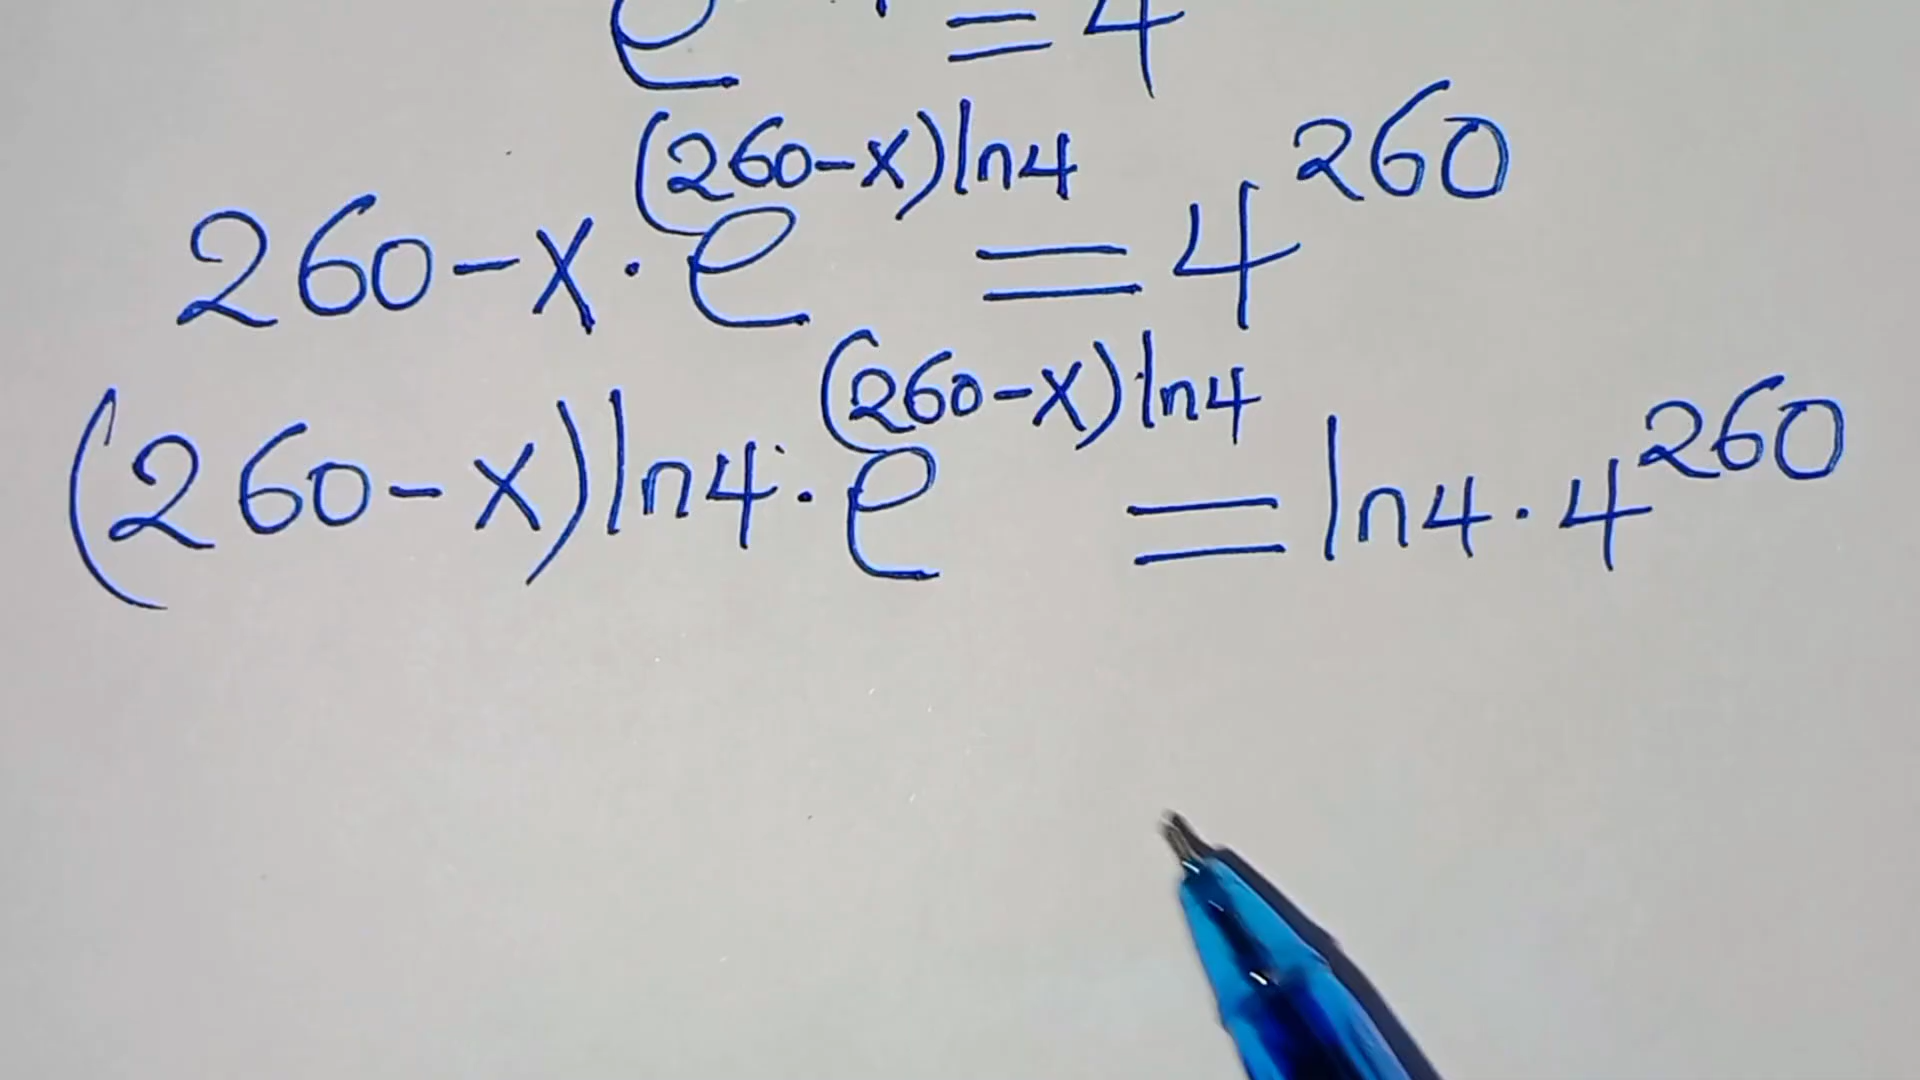 e = 4
260-x·e^(260-x)ln4 = 4^260
(260-x)ln4·e^(260-x)ln4 = ln4·4^260